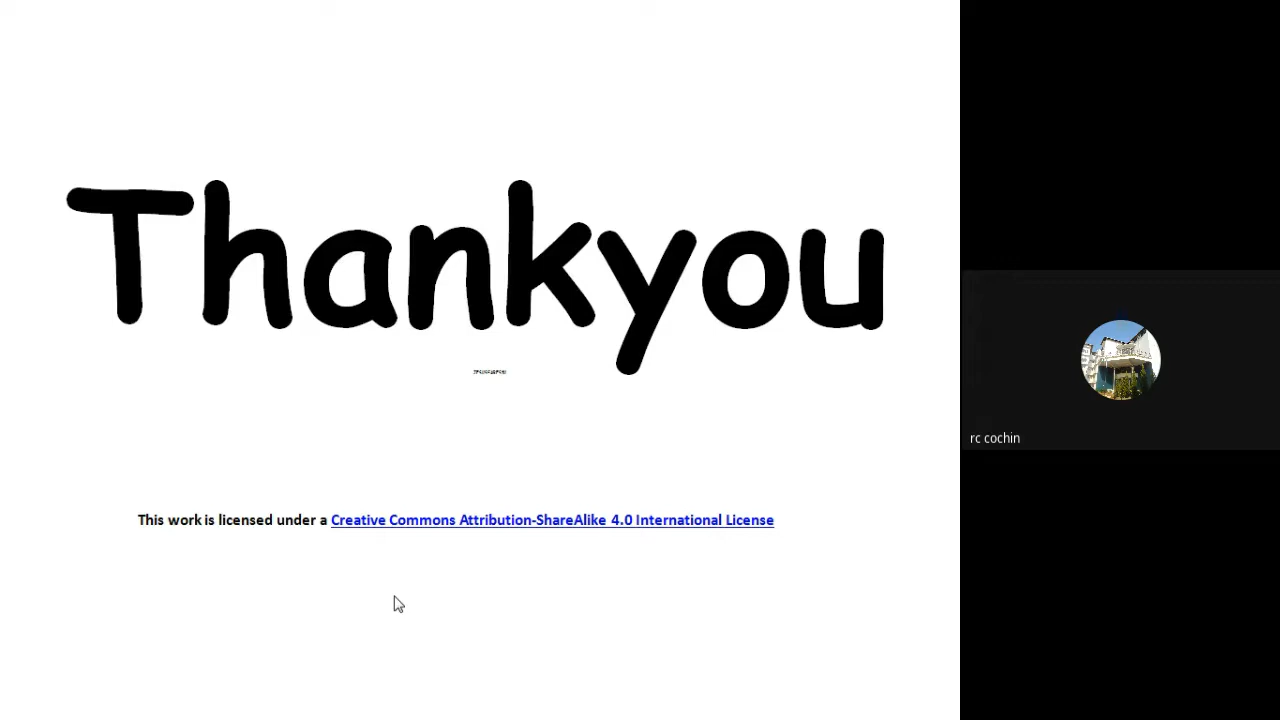 Thankyou
This work is licensed under a Creative Commons Attribution-ShareAlike 4.0 International License
rc cochin